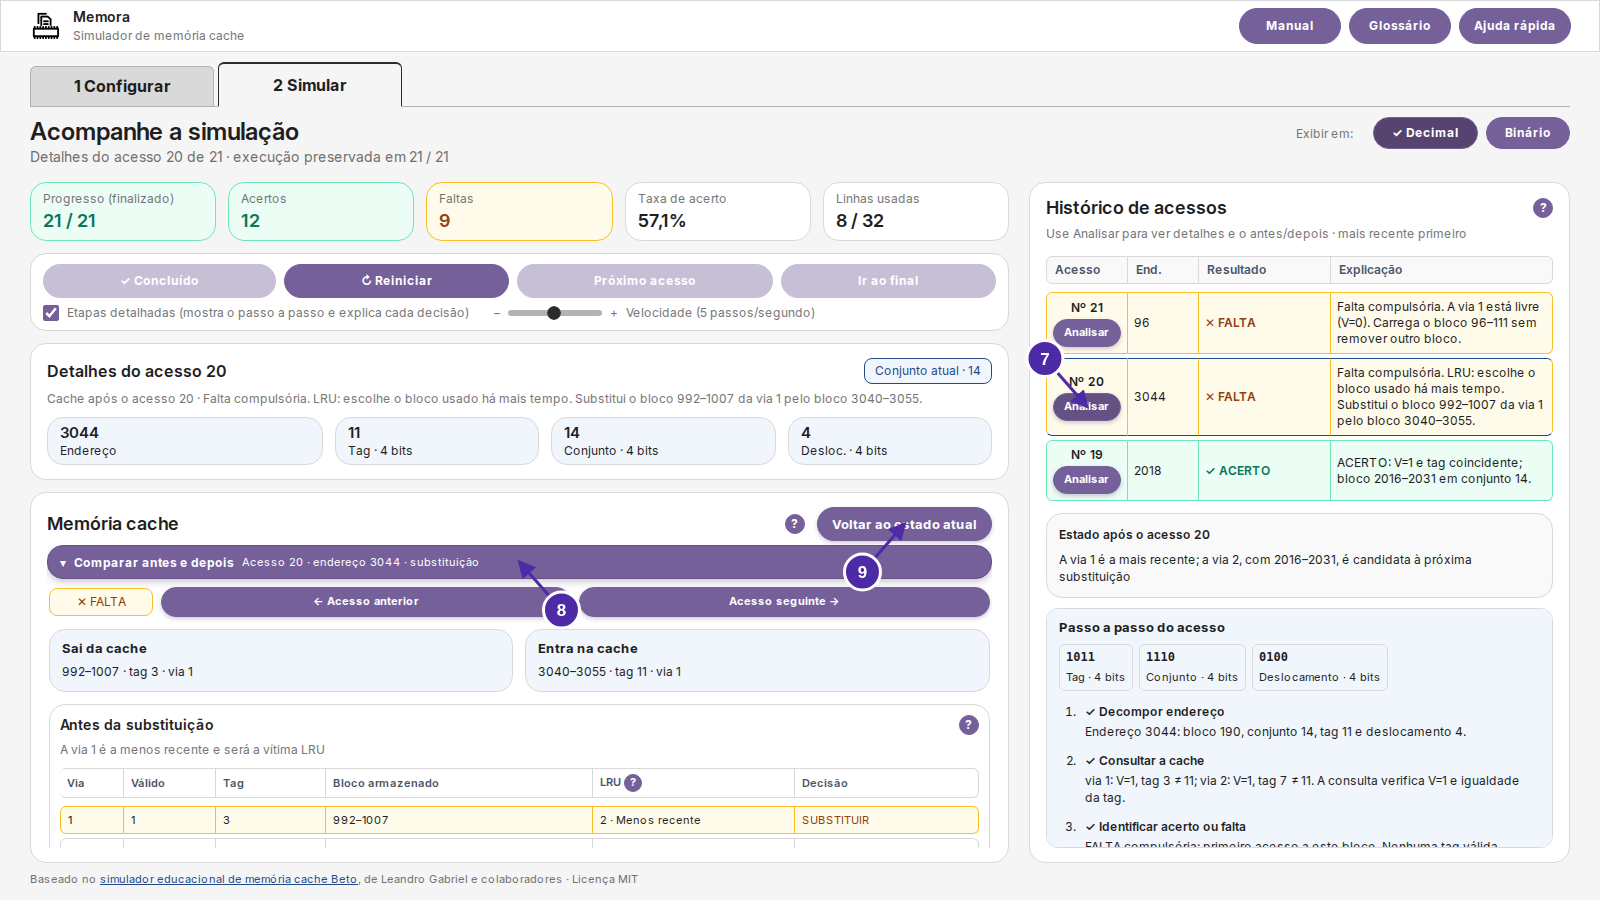 Memora
Simulador de memória cache
Manual
Glossário
Ajuda rápida
1 Configurar
2 Simular
Acompanhe a simulação
Detalhes do acesso 20 de 21 · execução preservada em 21 / 21
Exibir em:
✓ Decimal
Binário
Progresso (finalizado)
21 / 21
Acertos
12
Faltas
9
Taxa de acerto
57,1%
Linhas usadas
8 / 32
✓ Concluído
↻ Reiniciar
Próximo acesso
Ir ao final
Etapas detalhadas (mostra o passo a passo e explica cada decisão)
− + Velocidade (5 passos/segundo)
Detalhes do acesso 20
Conjunto atual · 14
Cache após o acesso 20 · Falta compulsória. LRU: escolhe o bloco usado há mais tempo. Substitui o bloco 992–1007 da via 1 pelo bloco 3040–3055.
3044
Endereço
11
Tag · 4 bits
14
Conjunto · 4 bits
4
Desloc. · 4 bits
Memória cache
?
Voltar ao estado atual
▾ Comparar antes e depois Acesso 20 · endereço 3044 · substituição
9
✕ FALTA
← Acesso anterior
8
Acesso seguinte →
Sai da cache
992–1007 · tag 3 · via 1
Entra na cache
3040–3055 · tag 11 · via 1
Antes da substituição
?
A via 1 é a menos recente e será a vítima LRU
Via Válido Tag Bloco armazenado LRU ? Decisão
1 1 3 992–1007 2 · Menos recente SUBSTITUIR
Histórico de acessos
?
Use Analisar para ver detalhes e o antes/depois · mais recente primeiro
Acesso End. Resultado Explicação
Nº 21
Analisar
96
✕ FALTA
Falta compulsória. A via 1 está livre
(V=0). Carrega o bloco 96–111 sem
remover outro bloco.
7
Nº 20
Analisar
3044
✕ FALTA
Falta compulsória. LRU: escolhe o
bloco usado há mais tempo.
Substitui o bloco 992–1007 da via 1
pelo bloco 3040–3055.
Nº 19
Analisar
2018
✓ ACERTO
ACERTO: V=1 e tag coincidente;
bloco 2016–2031 em conjunto 14.
Estado após o acesso 20
A via 1 é a mais recente; a via 2, com 2016–2031, é candidata à próxima
substituição
Passo a passo do acesso
1011
Tag · 4 bits
1110
Conjunto · 4 bits
0100
Deslocamento · 4 bits
1. ✓ Decompor endereço
Endereço 3044: bloco 190, conjunto 14, tag 11 e deslocamento 4.
2. ✓ Consultar a cache
via 1: V=1, tag 3 ≠ 11; via 2: V=1, tag 7 ≠ 11. A consulta verifica V=1 e igualdade
da tag.
3. ✓ Identificar acerto ou falta
FALTA compulsória: primeiro acesso a este bloco. Nenhuma tag válida
Baseado no simulador educacional de memória cache Beto, de Leandro Gabriel e colaboradores · Licença MIT